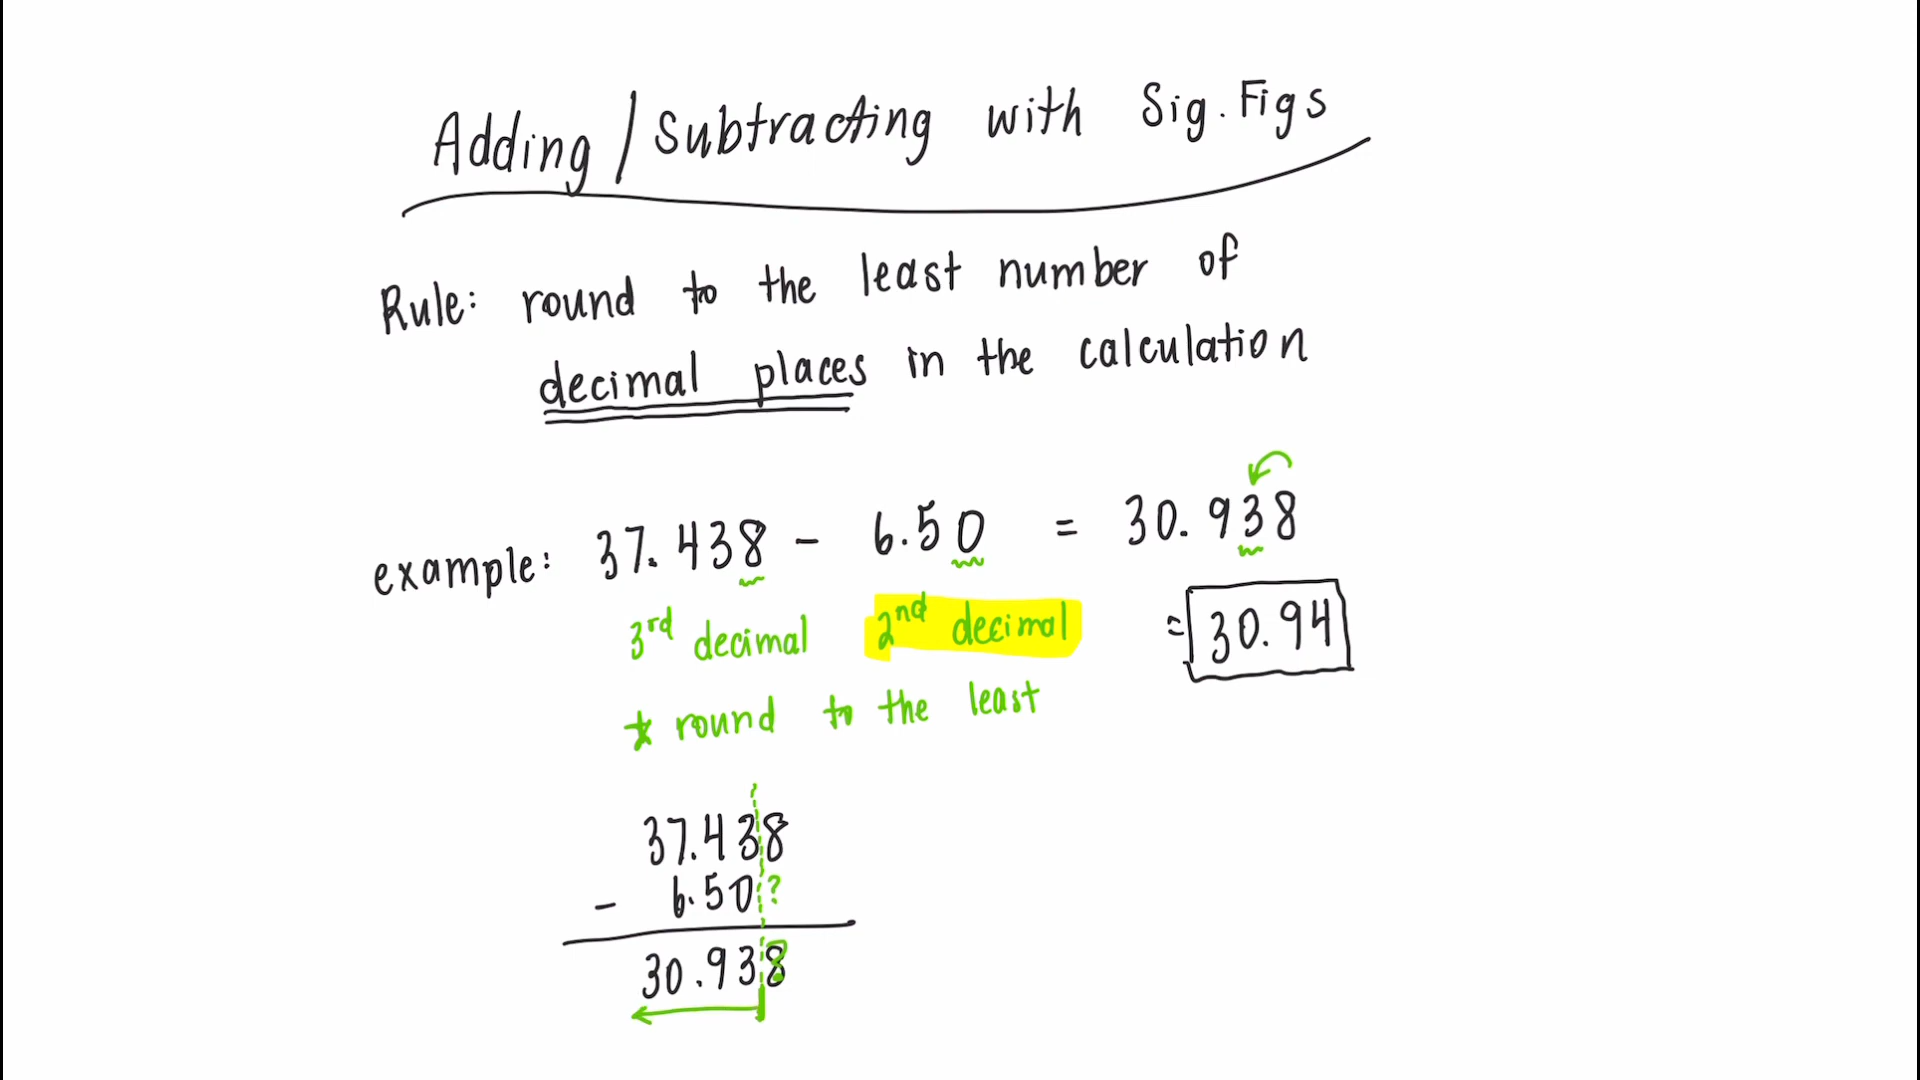 Adding/Subtracting with Sig. Figs
Rule: round to the least number of
decimal places in the calculation
example: 37.438 - 6.50 = 30.938
3rd decimal 2nd decimal = 30.94
* round to the least
37.438
- 6.50?
30.938?